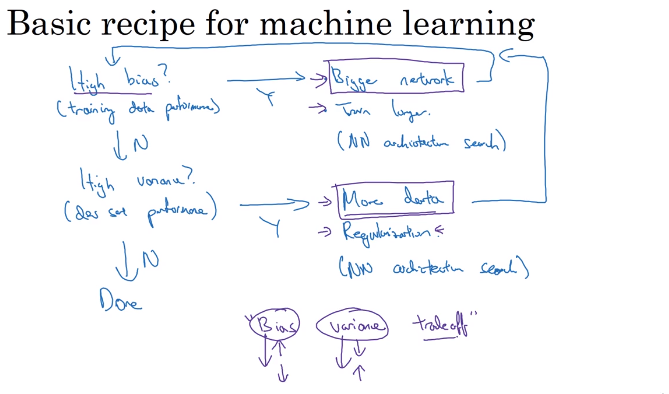 Basic recipe for machine learning
High bias?
(training data performance)
Y
Bigger network
Train longer.
(NN architecture search)
N
High variance?
(dev set performance)
Y
More data
Regularization
(NN architecture search)
N
Done
"Bias variance tradeoff"